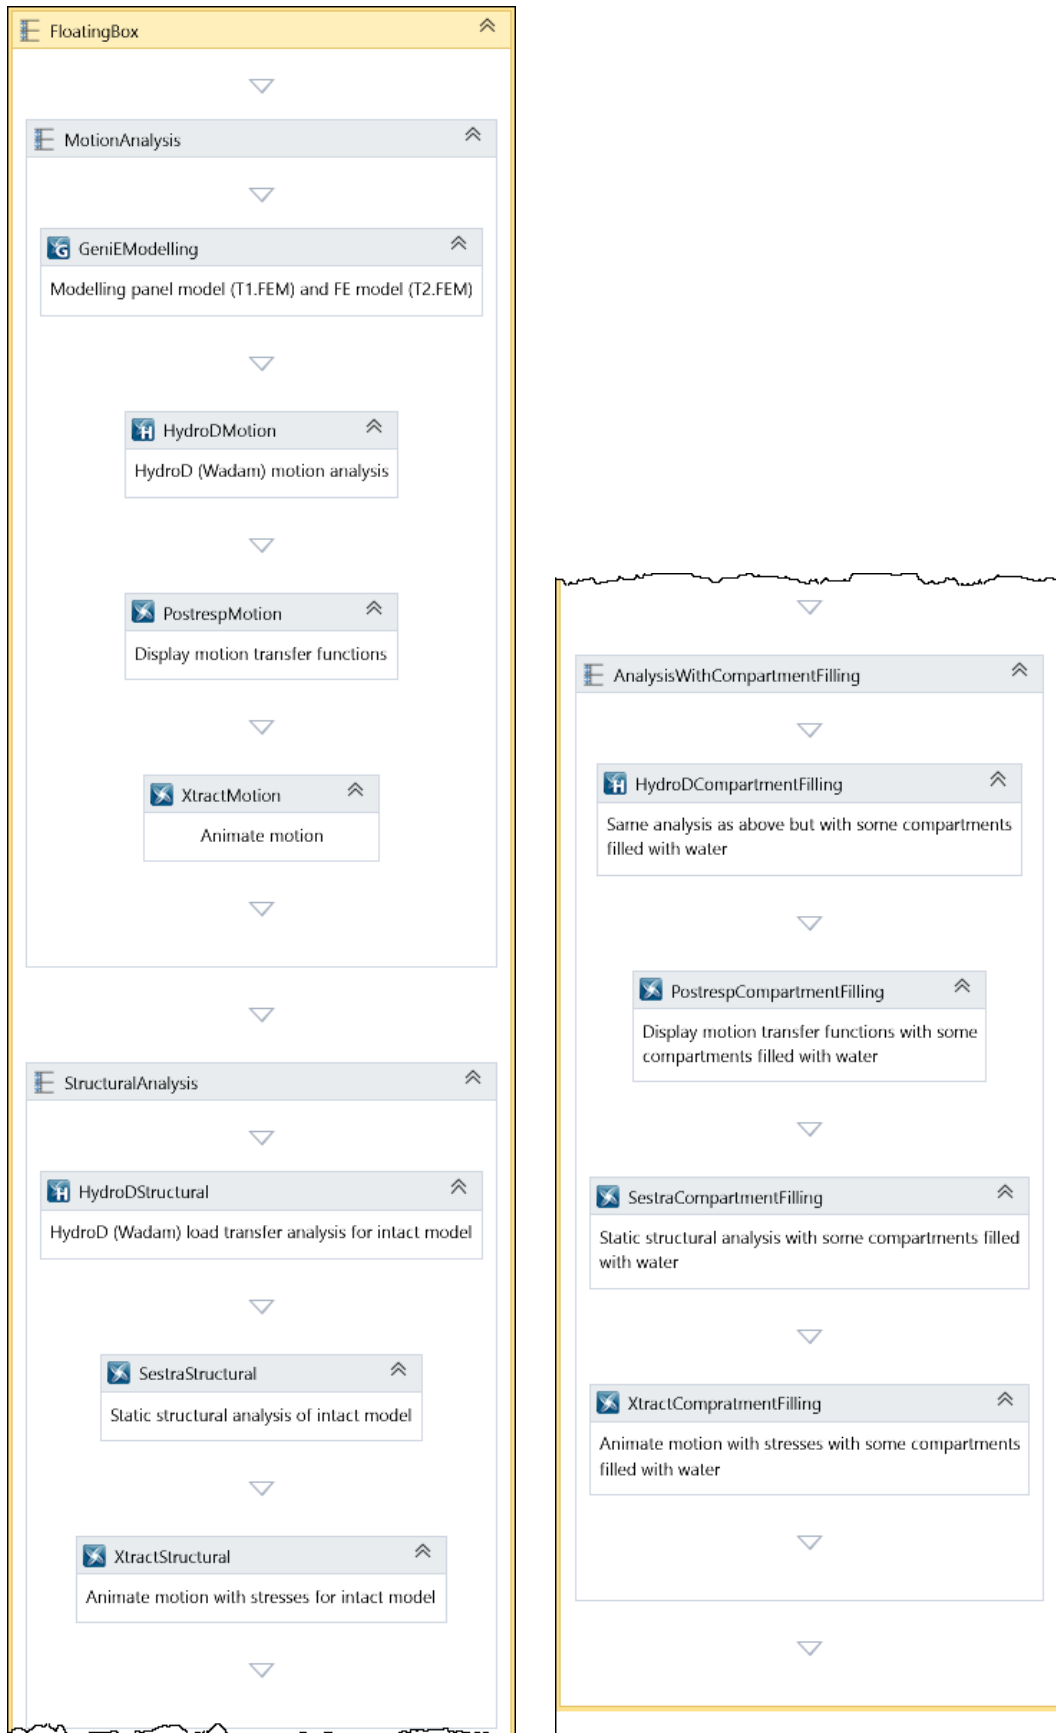 FloatingBox
MotionAnalysis
GeniEModelling
Modelling panel model (T1.FEM) and FE model (T2.FEM)
HydroDMotion
HydroD (Wadam) motion analysis
PostrespMotion
Display motion transfer functions
XtractMotion
Animate motion
StructuralAnalysis
HydroDStructural
HydroD (Wadam) load transfer analysis for intact model
SestraStructural
Static structural analysis of intact model
XtractStructural
Animate motion with stresses for intact model
AnalysisWithCompartmentFilling
HydroDCompartmentFilling
Same analysis as above but with some compartments
filled with water
PostrespCompartmentFilling
Display motion transfer functions with some
compartments filled with water
SestraCompartmentFilling
Static structural analysis with some compartments filled
with water
XtractCompratmentFilling
Animate motion with stresses with some compartments
filled with water